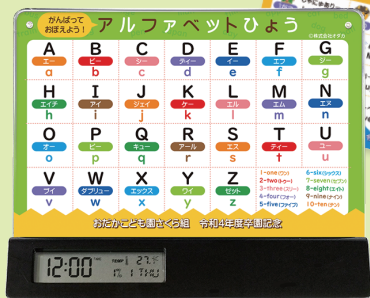 がんばって
おぼえよう!
アルファベットひょう
©株式会社オダカ
A B C D E F G
エー ビー シー ディー イー エフ ジー
a b c d e f g
H I J K L M N
エイチ アイ ジェイ ケー エル エム エヌ
h i j k l m n
O P Q R S T U
オー ピー キュー アール エス ティー ユー
o p q r s t u
V W X Y Z
ブイ ダブリュー エックス ワイ ゼット
v w x y z
1-one(ワン) 6-six(シックス)
2-two(トゥー) 7-seven(セブン)
3-three(スリー) 8-eight(エイト)
4-four(フォー) 9-nine(ナイン)
5-five(ファイブ) 10-ten(テン)
おだかこども園さくら組 令和4年度卒園記念
12:00 TEMP 27.
1 THU